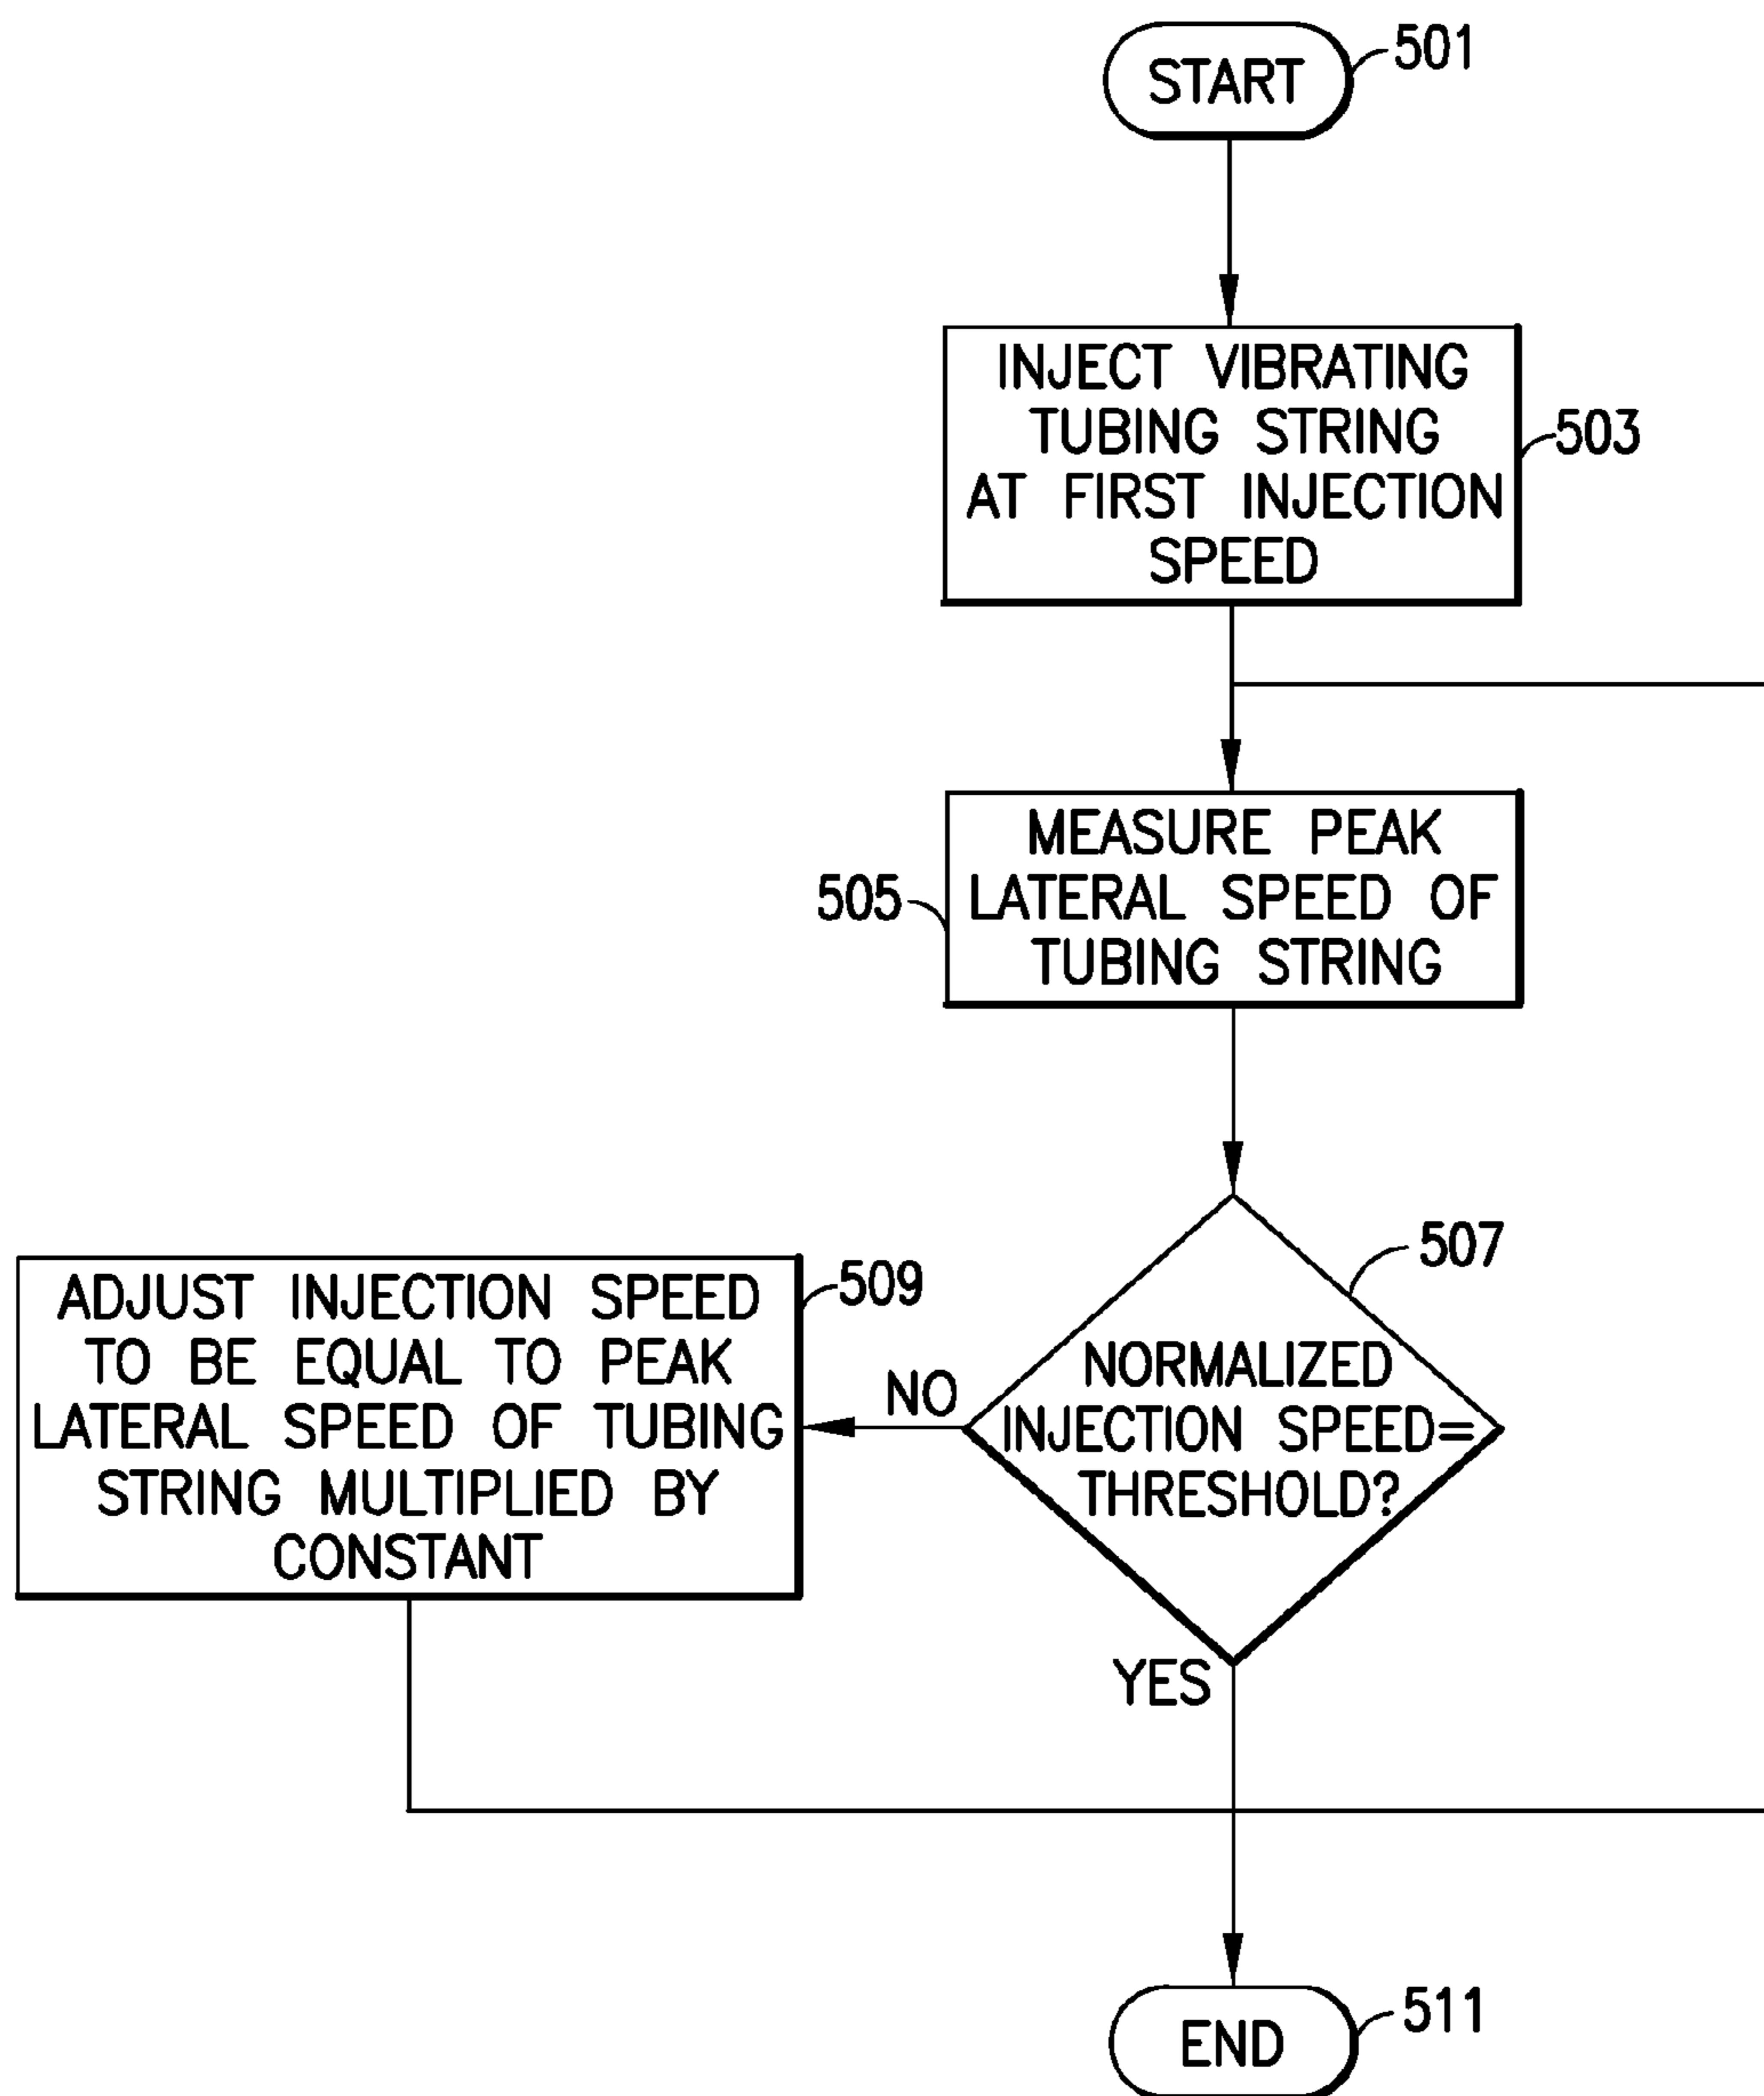 START
501
INJECT VIBRATING
TUBING STRING
AT FIRST INJECTION
SPEED
503
MEASURE PEAK
LATERAL SPEED OF
TUBING STRING
505
507
NORMALIZED
INJECTION SPEED=
THRESHOLD?
NO
YES
ADJUST INJECTION SPEED
TO BE EQUAL TO PEAK
LATERAL SPEED OF TUBING
STRING MULTIPLIED BY
CONSTANT
509
END
511